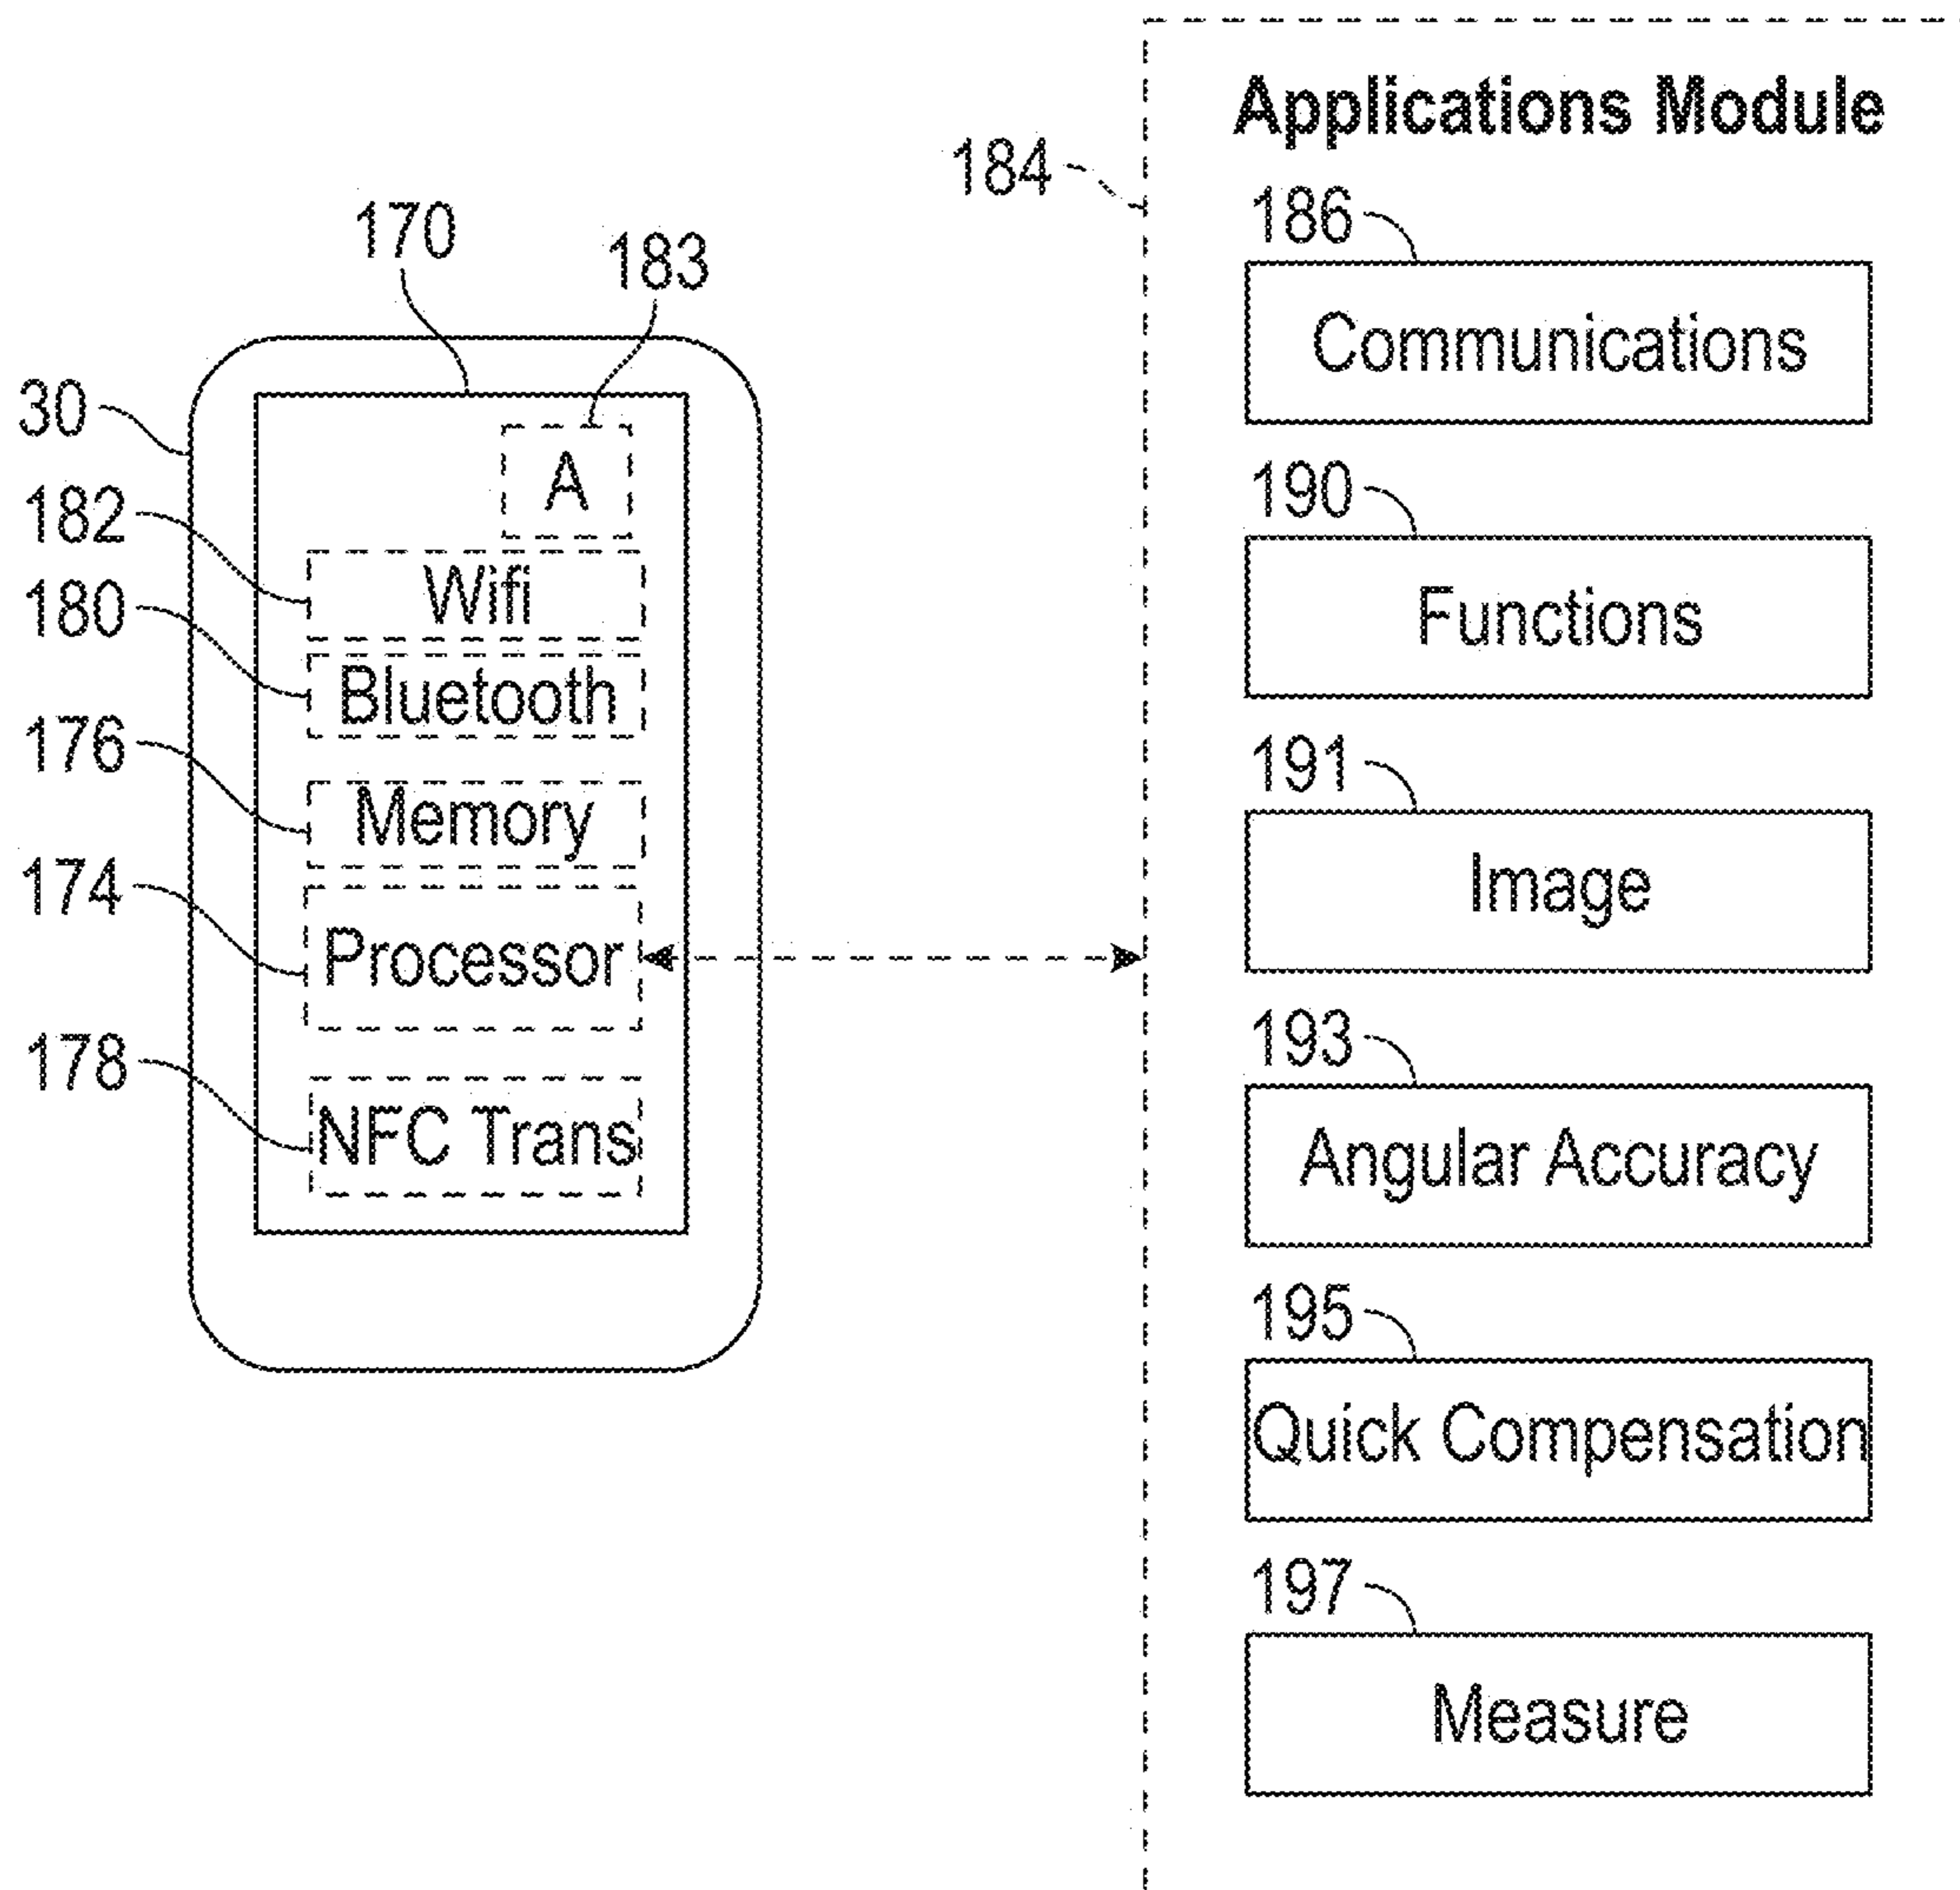 170
183
30
A
182
Wifi
180
Bluetooth
176
Memory
174
Processor
178
NFC Trans
184
Applications Module
186
Communications
190
Functions
191
Image
193
Angular Accuracy
195
Quick Compensation
197
Measure